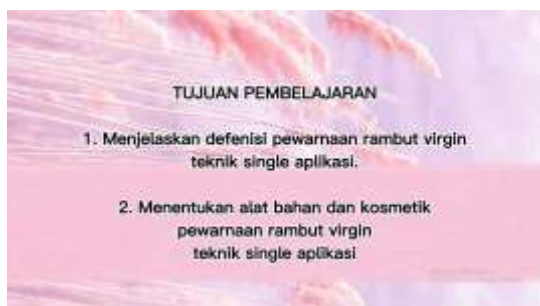 TUJUAN PEMBELAJARAN
1. Menjelaskan defenisi pewarnaan rambut virgin
teknik single aplikasi.
2. Menentukan alat bahan dan kosmetik
pewarnaan rambut virgin
teknik single aplikasi